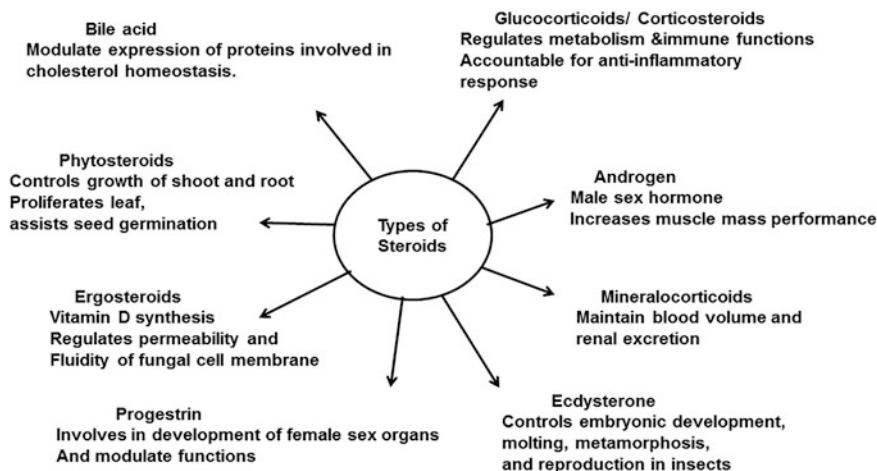 Bile acid
Modulate expression of proteins involved in
cholesterol homeostasis.
Glucocorticoids/ Corticosteroids
Regulates metabolism &immune functions
Accountable for anti-inflammatory
response
Phytosteroids
Controls growth of shoot and root
Proliferates leaf,
assists seed germination
Types of
Steroids
Androgen
Male sex hormone
Increases muscle mass performance
Ergosteroids
Vitamin D synthesis
Regulates permeability and
Fluidity of fungal cell membrane
Mineralocorticoids
Maintain blood volume and
renal excretion
Progestrin
Involves in development of female sex organs
And modulate functions
Ecdysterone
Controls embryonic development,
molting, metamorphosis,
and reproduction in insects